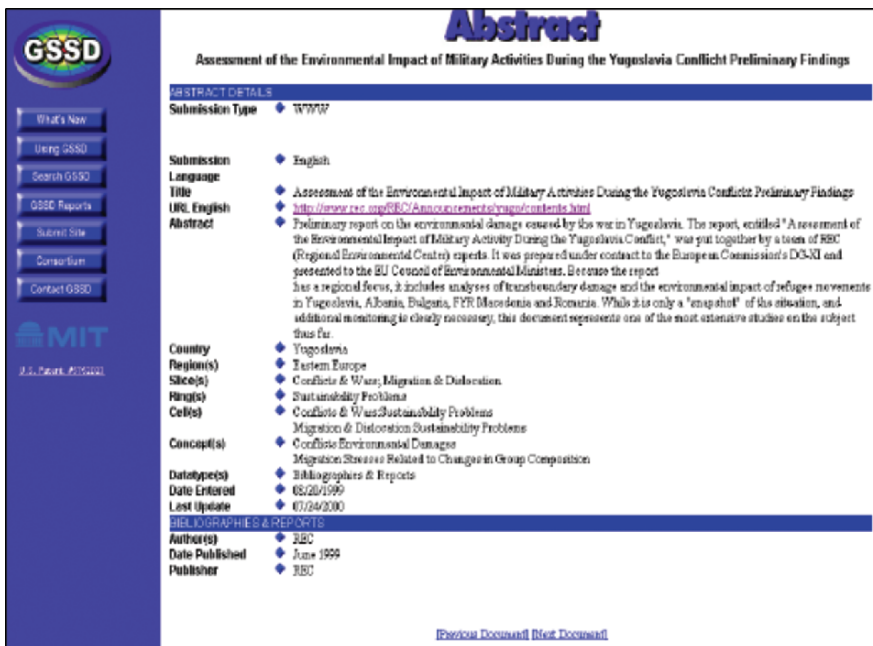 Abstract
GSSD
Assessment of the Environmental Impact of Military Activities During the Yugoslavia Conflicht Preliminary Findings
What's New
Using GSSD
Search GSSD
GSSD Reports
Submit Site
Consortium
Contact GSSD
MIT
U.S. Patent
ABSTRACT DETAILS
Submission Type WWW
Submission Language English
Title Assessment of the Environmental Impact of Military Activities During the Yugoslavia Conflicht Preliminary Findings
URL English http://www.rec.org/REC/Announcements/yugo/contents.html
Abstract Preliminary report on the environmental damage caused by the war in Yugoslavia. The report, entitled "Assessment of
the Environmental Impact of Military Activity During the Yugoslavia Conflict," was put together by a team of REC
(Regional Environmental Center) experts. It was prepared under contract to the European Commission's DG-XI and
presented to the EU Council of Environmental Ministers. Because the report
has a regional focus, it includes analyses of transboundary damage and the environmental impact of refugee movements
in Yugoslavia, Albania, Bulgaria, FYR Macedonia and Romania. While it is only a "snapshot" of the situation, and
additional monitoring is clearly necessary, this document represents one of the most extensive studies on the subject
thus far.
Country Yugoslavia
Region(s) Eastern Europe
Slice(s) Conflicts & Wars; Migration & Dislocation
Ring(s) Sustainability Problems
Cell(s) Conflicts & Wars:Sustainability Problems
Migration & Dislocation:Sustainability Problems
Concept(s) Conflicts Environmental Damages
Migration Stresses Related to Changes in Group Composition
Datatype(s) Bibliographies & Reports
Date Entered 08/20/1999
Last Update 07/24/2000
BIBLIOGRAPHIES & REPORTS
Author(s) REC
Date Published June 1999
Publisher REC
[Previous Document] [Next Document]